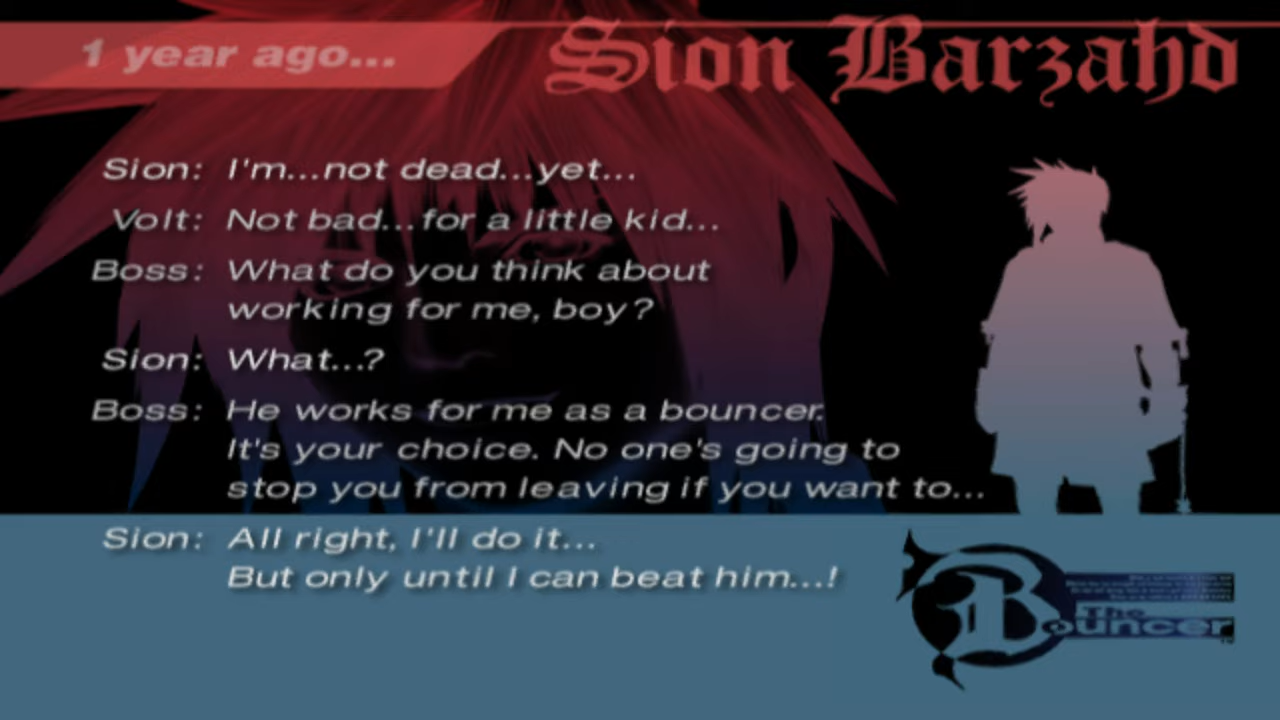 1 year ago...
Sion Barzahd
Sion: I'm...not dead...yet...
Volt: Not bad...for a little kid...
Boss: What do you think about
working for me, boy?
Sion: What...?
Boss: He works for me as a bouncer.
It's your choice. No one's going to
stop you from leaving if you want to...
Sion: All right, I'll do it...
But only until I can beat him...!
B
The
Bouncer